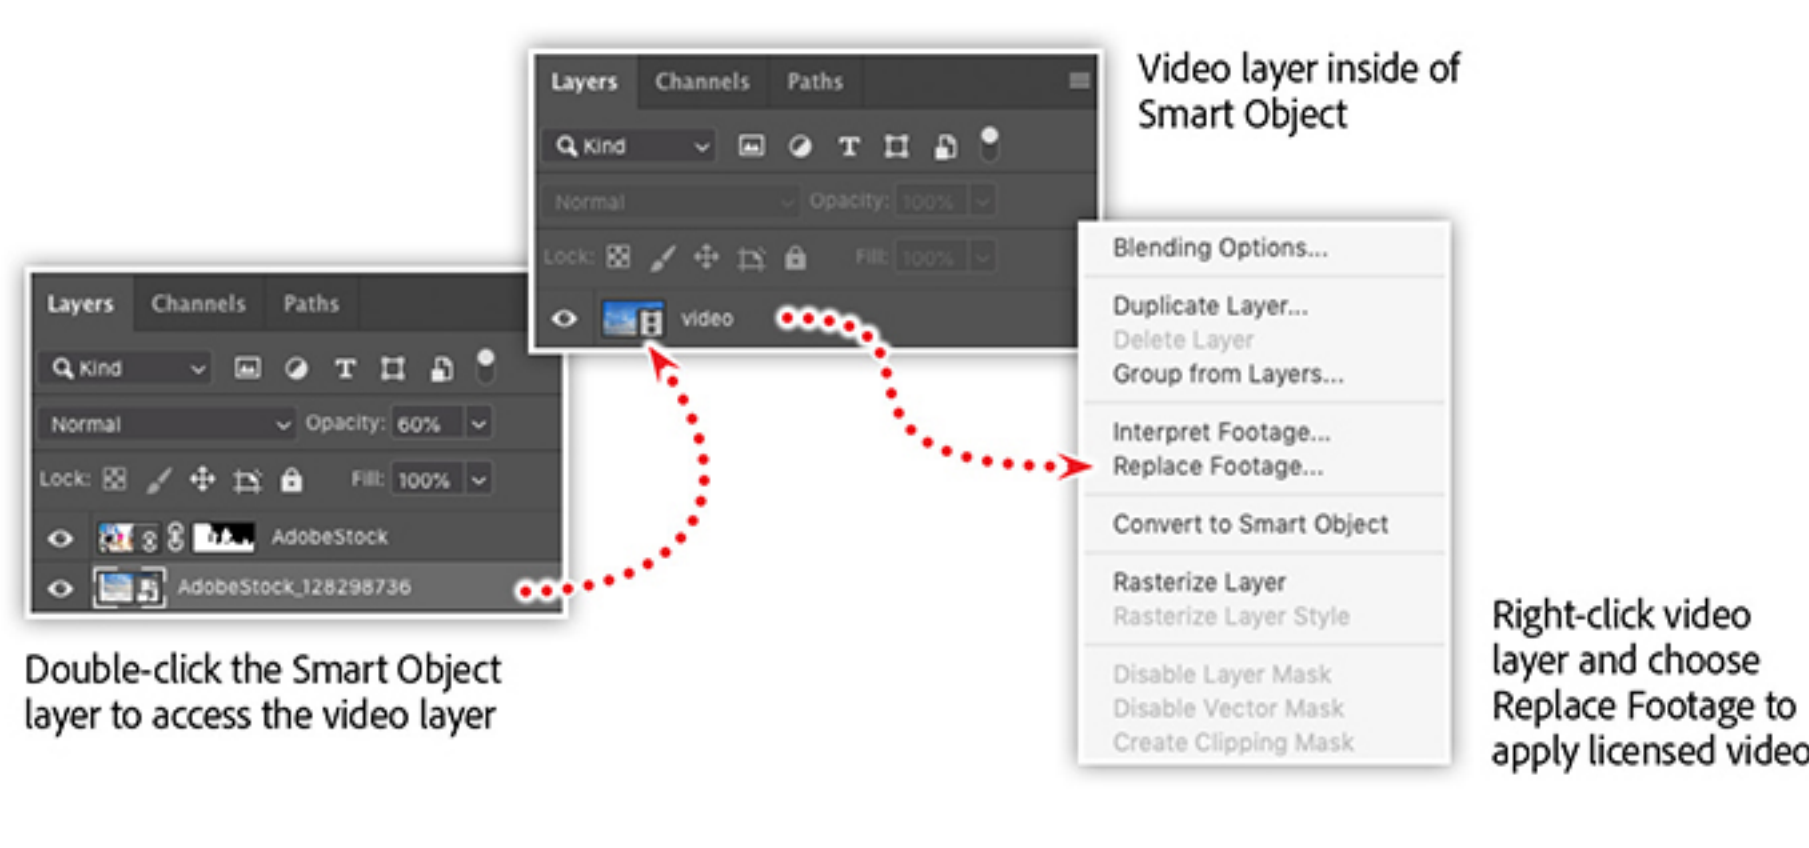 Layers Channels Paths
Kind
Normal Opacity: 100%
Lock: Fill: 100%
video
Video layer inside of
Smart Object
Layers Channels Paths
Kind
Normal Opacity: 60%
Lock: Fill: 100%
AdobeStock
AdobeStock_128298736
Double-click the Smart Object
layer to access the video layer
Blending Options...
Duplicate Layer...
Delete Layer
Group from Layers...
Interpret Footage...
Replace Footage...
Convert to Smart Object
Rasterize Layer
Rasterize Layer Style
Disable Layer Mask
Disable Vector Mask
Create Clipping Mask
Right-click video
layer and choose
Replace Footage to
apply licensed video